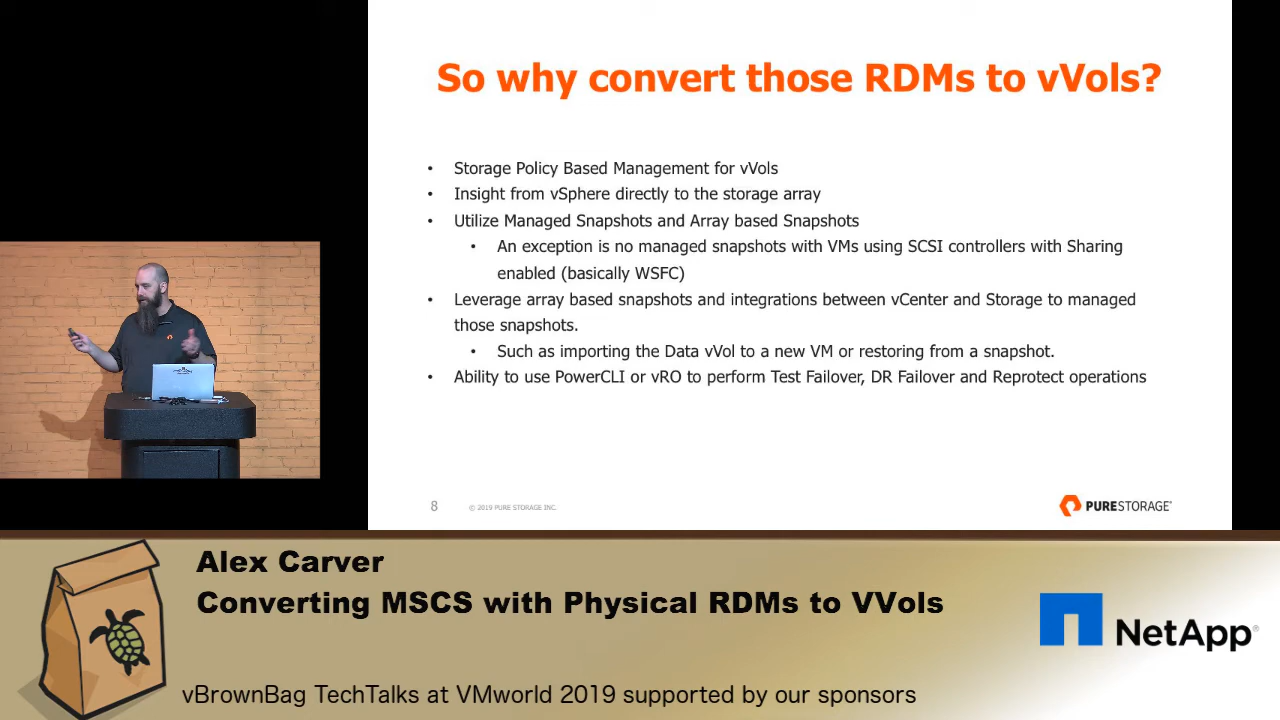 So why convert those RDMs to vVols?
• Storage Policy Based Management for vVols
• Insight from vSphere directly to the storage array
• Utilize Managed Snapshots and Array based Snapshots
• An exception is no managed snapshots with VMs using SCSI controllers with Sharing
enabled (basically WSFC)
• Leverage array based snapshots and integrations between vCenter and Storage to managed
those snapshots.
• Such as importing the Data vVol to a new VM or restoring from a snapshot.
• Ability to use PowerCLI or vRO to perform Test Failover, DR Failover and Reprotect operations
8 © 2019 PURE STORAGE INC.
PURESTORAGE®
Alex Carver
Converting MSCS with Physical RDMs to VVols
NetApp®
vBrownBag TechTalks at VMworld 2019 supported by our sponsors